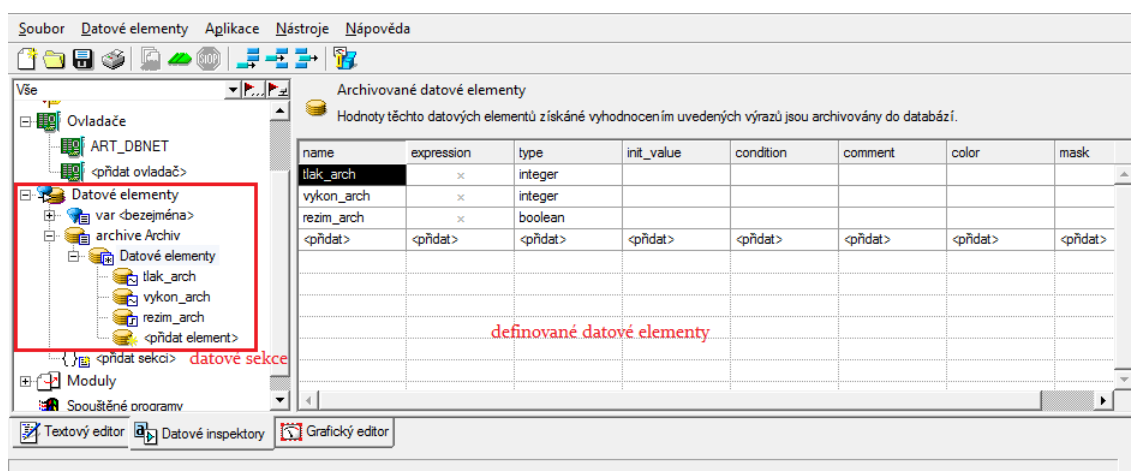 Soubor Datové elementy Aplikace Nástroje Nápověda
STOP
Vše
Archivované datové elementy
Hodnoty těchto datových elementů získáné vyhodnocením uvedených výrazů jsou archivovány do databází.
Ovladače
ART_DBNET
<přidat ovladač>
Datové elementy
var <bezejména>
archive Archiv
Datové elementy
tlak_arch
vykon_arch
rezim_arch
<přidat element>
<přidat sekci> datové sekce
Moduly
Spouštěné programy
name expression type init_value condition comment color mask
tlak_arch × integer
vykon_arch × integer
rezim_arch × boolean
<přidat> <přidat> <přidat> <přidat> <přidat> <přidat> <přidat> <přidat>
definované datové elementy
Textový editor Datové inspektory Grafický editor